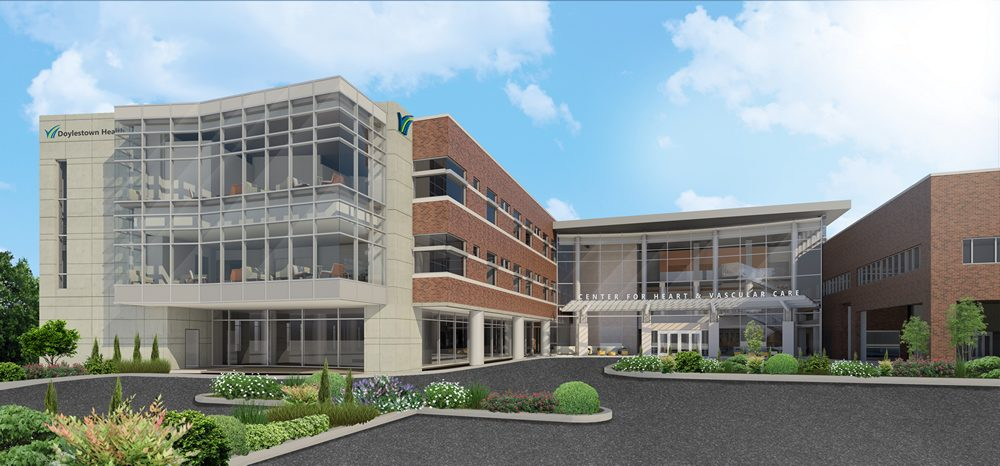 Doylestown Health
CENTER FOR HEART & VASCULAR CARE